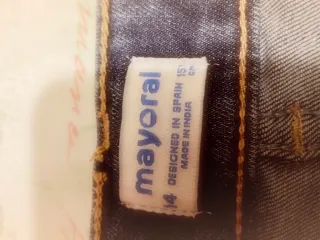 mayoral
14 DESIGNED IN SPAIN
MADE IN INDIA